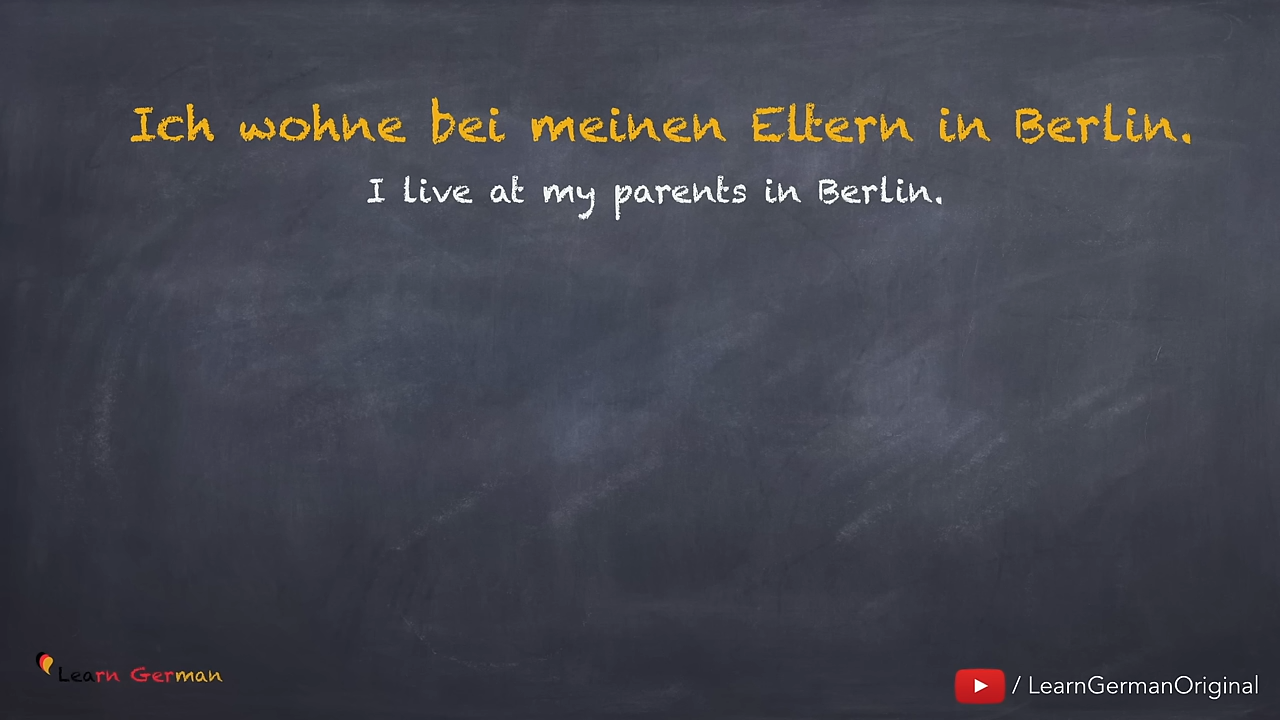 Ich wohne bei meinen Eltern in Berlin.
I live at my parents in Berlin.
Learn German
/ LearnGermanOriginal